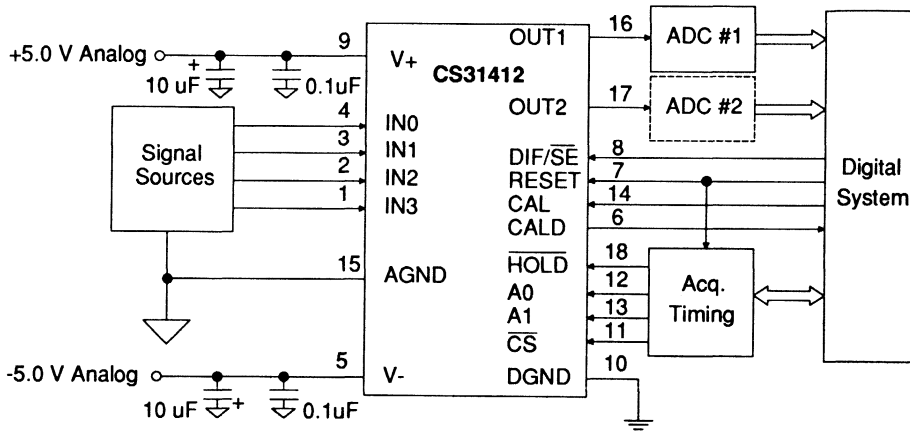 +5.0 V Analog
+
10 uF
0.1uF
9
V+
CS31412
OUT1
16
ADC #1
OUT2
17
ADC #2
Signal
Sources
4
IN0
3
IN1
2
IN2
1
IN3
DIF/S̅E̅
8
RESET
7
CAL
14
CALD
6
Digital
System
15
AGND
H̅O̅L̅D̅
18
A0
12
A1
13
C̅S̅
11
Acq.
Timing
-5.0 V Analog
10 uF
+
0.1uF
5
V-
DGND
10